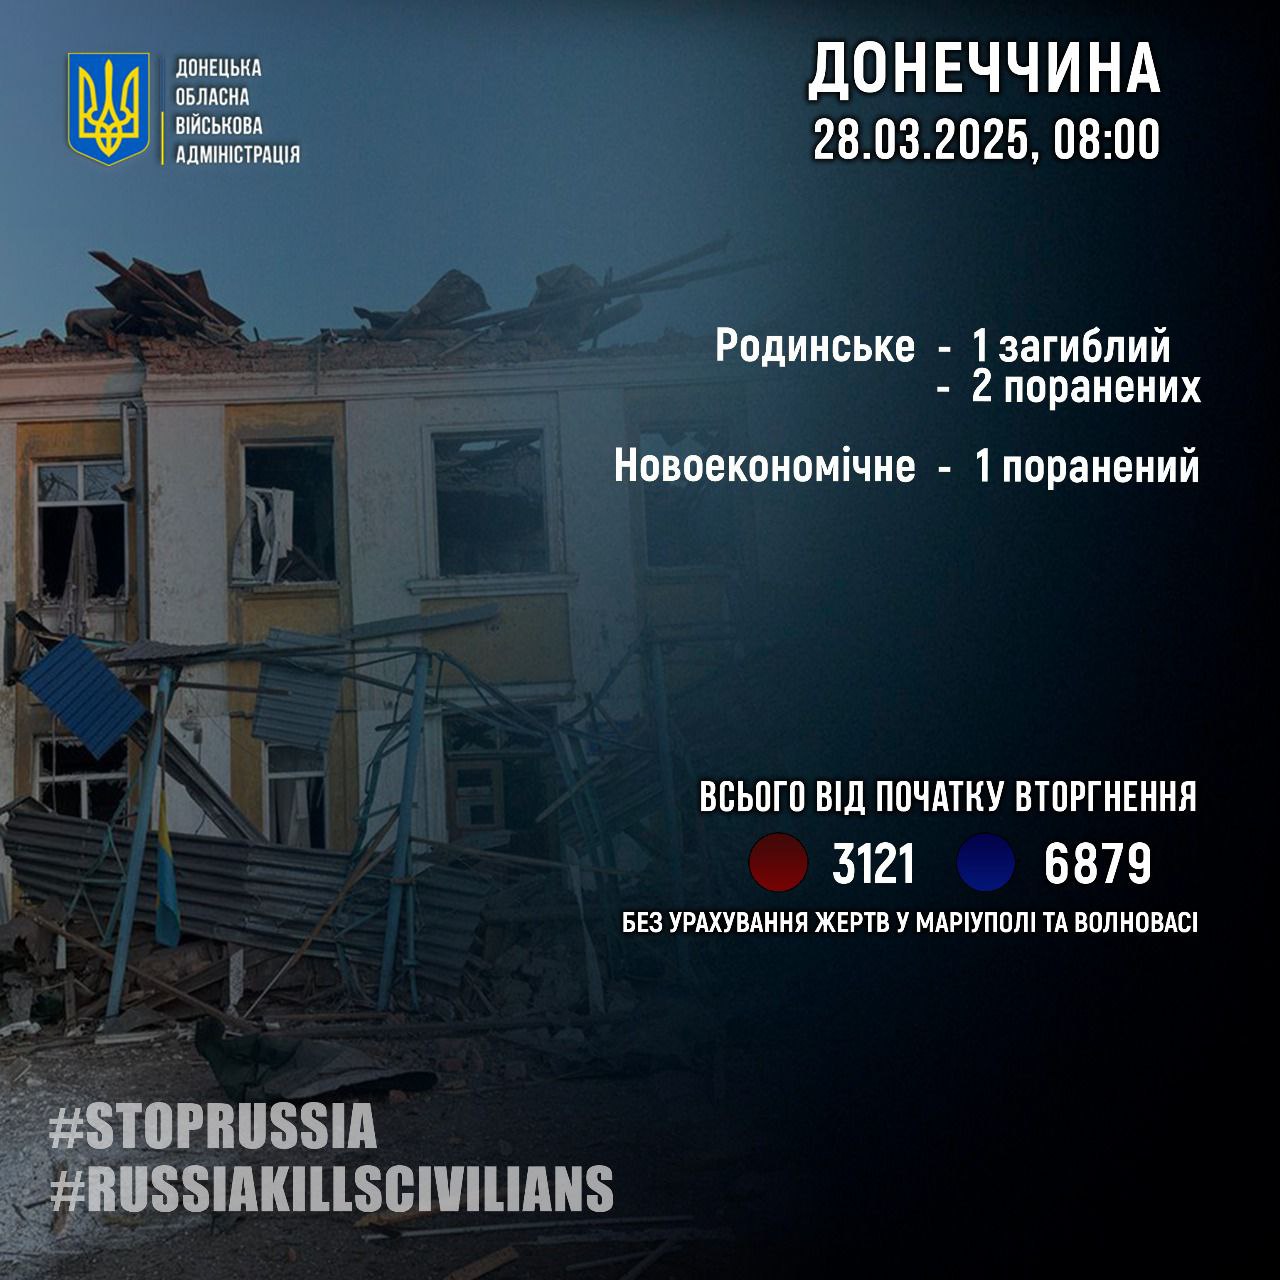 ДОНЕЦЬКА
ОБЛАСНА
ВІЙСЬКОВА
АДМІНІСТРАЦІЯ
ДОНЕЧЧИНА
28.03.2025, 08:00
Родинське - 1 загиблий
- 2 поранених
Новоекономічне - 1 поранений
ВСЬОГО ВІД ПОЧАТКУ ВТОРГНЕННЯ
3121 6879
БЕЗ УРАХУВАННЯ ЖЕРТВ У МАРІУПОЛІ ТА ВОЛНОВАСІ
#STOPRUSSIA
#RUSSIAKILLSCIVILIANS